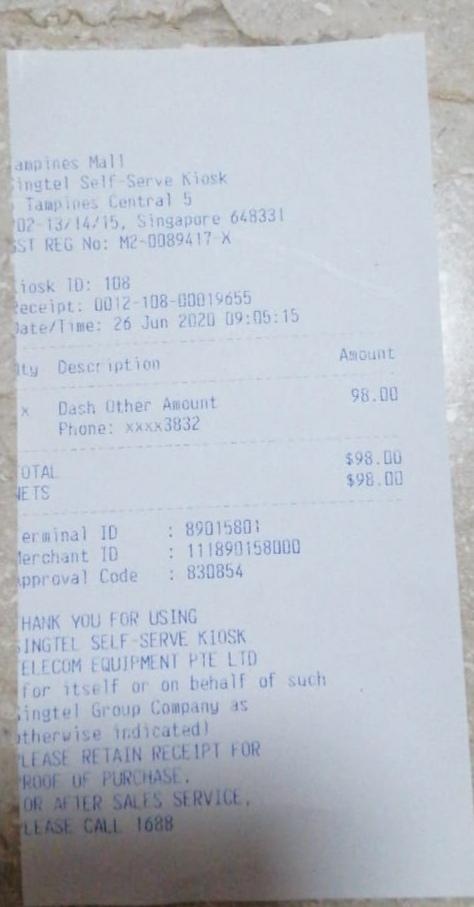 ampines Mall
ingtel Self-Serve Kiosk
Tampines Central 5
02-13/14/15, Singapore 648331
ST REG No: M2-0089417-X
iosk ID: 108
eceipt: 0012-108-00019655
ate/Time: 26 Jun 2020 09:05:15
ty Description Amount
x Dash Other Amount 98.00
Phone: xxxx3832
OTAL $98.00
NETS $98.00
erminal ID : 89015801
erchant ID : 111890158000
pproval Code : 830854
HANK YOU FOR USING
INGTEL SELF-SERVE KIOSK
ELECOM EQUIPMENT PTE LTD
for itself or on behalf of such
ingtel Group Company as
otherwise indicated)
LEASE RETAIN RECEIPT FOR
ROOF OF PURCHASE.
OR AFTER SALES SERVICE,
LEASE CALL 1688